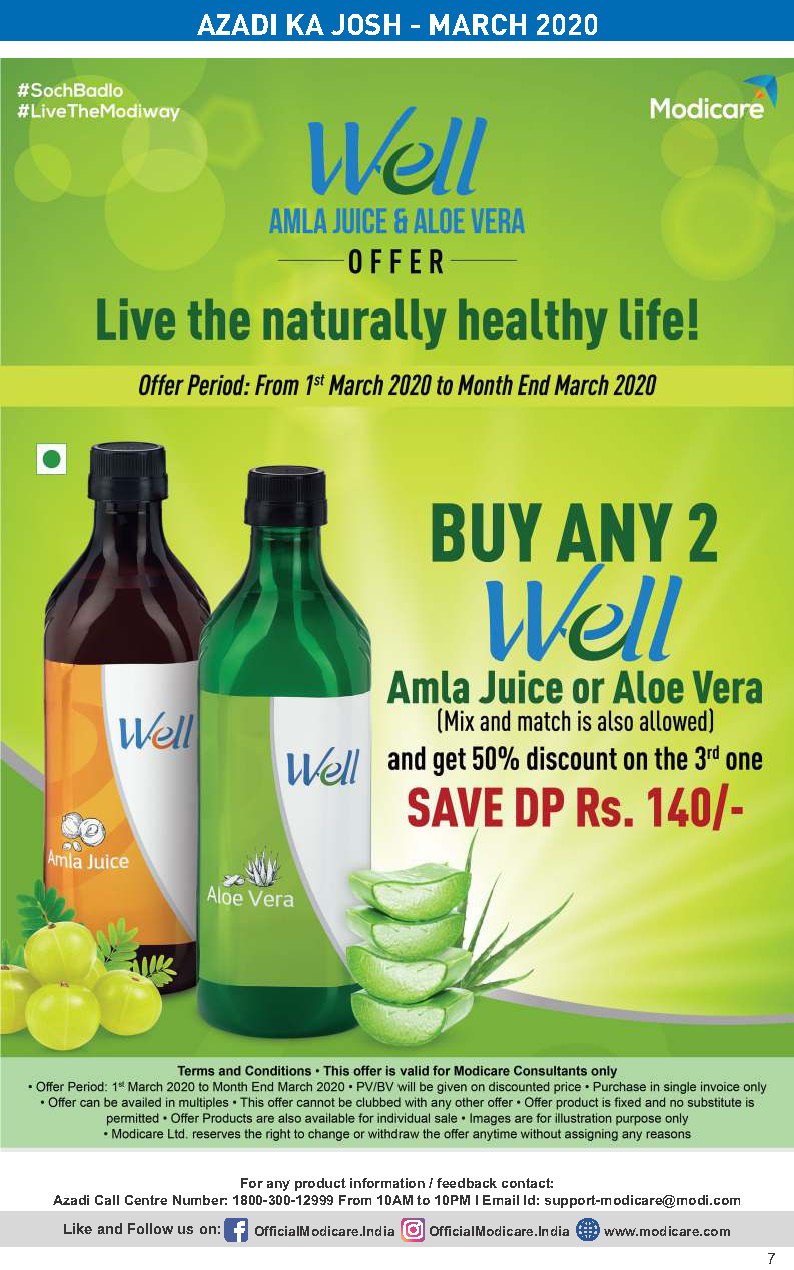 AZADI KA JOSH - MARCH 2020
#SochBadlo
#LiveTheModiway
Modicare
Well
AMLA JUICE & ALOE VERA
OFFER
Live the naturally healthy life!
Offer Period: From 1st March 2020 to Month End March 2020
BUY ANY 2
Well
Amla Juice or Aloe Vera
(Mix and match is also allowed)
and get 50% discount on the 3rd one
SAVE DP Rs. 140/-
Well
Amla Juice
Well
Aloe Vera
Terms and Conditions • This offer is valid for Modicare Consultants only
• Offer Period: 1st March 2020 to Month End March 2020 • PV/BV will be given on discounted price • Purchase in single invoice only
• Offer can be availed in multiples • This offer cannot be clubbed with any other offer • Offer product is fixed and no substitute is
permitted • Offer Products are also available for individual sale • Images are for illustration purpose only
• Modicare Ltd. reserves the right to change or withdraw the offer anytime without assigning any reasons
For any product information / feedback contact:
Azadi Call Centre Number: 1800-300-12999 From 10AM to 10PM I Email Id: support-modicare@modi.com
Like and Follow us on: OfficialModicare.India OfficialModicare.India www.modicare.com
7